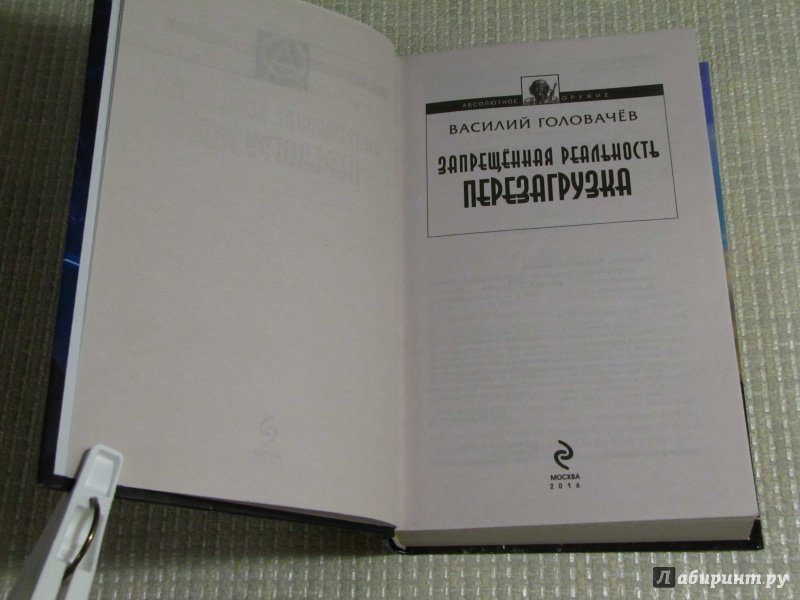 АБСОЛЮТНОЕ ОРУЖИЕ
ВАСИЛИЙ ГОЛОВАЧЁВ
ЗАПРЕЩЁННАЯ РЕАЛЬНОСТЬ
ПЕРЕЗАГРУЗКА
МОСКВА
2016
Лабиринт.ру